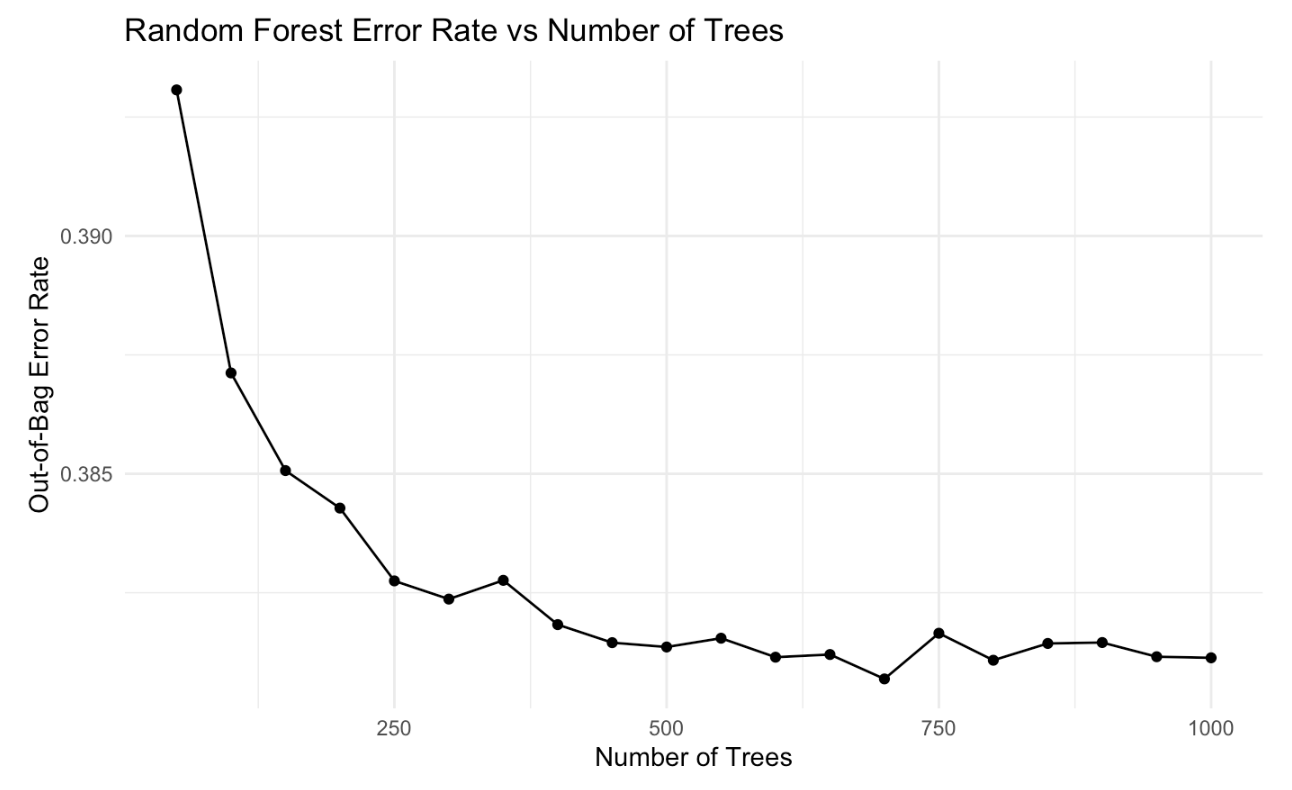 Random Forest Error Rate vs Number of Trees
Out-of-Bag Error Rate
0.390
0.385
250 500 750 1000
Number of Trees